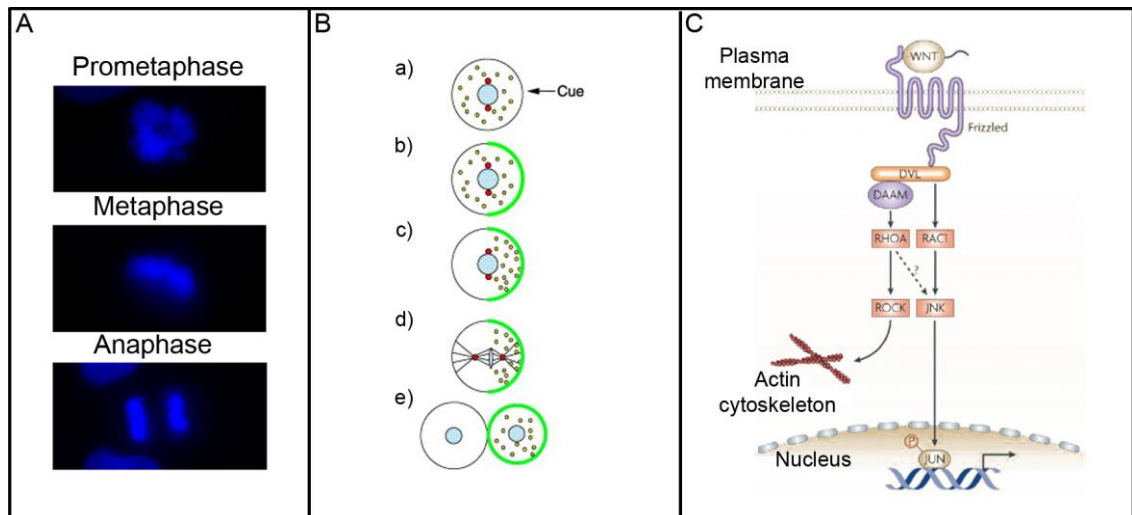 A
Prometaphase
Metaphase
Anaphase
B
a)
Cue
b)
c)
d)
e)
C
Plasma
membrane
WNT
Frizzled
DVL
DAAM
RHOA
RAC1
?
ROCK
JNK
Actin
cytoskeleton
Nucleus
P
JUN